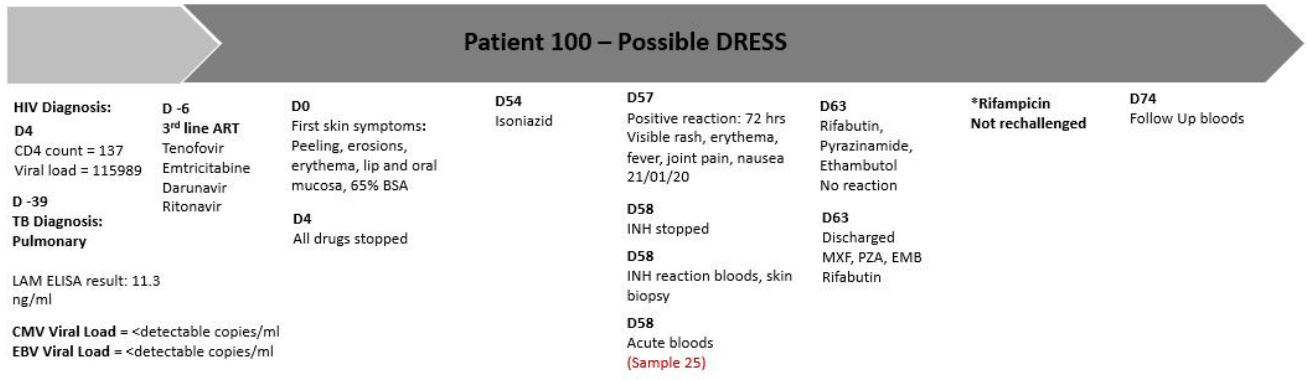 Patient 100 – Possible DRESS
HIV Diagnosis:
D4
CD4 count = 137
Viral load = 115989
D -39
TB Diagnosis:
Pulmonary
LAM ELISA result: 11.3
ng/ml
CMV Viral Load = <detectable copies/ml
EBV Viral Load = <detectable copies/ml
D -6
3rd line ART
Tenofovir
Emtricitabine
Darunavir
Ritonavir
D0
First skin symptoms:
Peeling, erosions,
erythema, lip and oral
mucosa, 65% BSA
D4
All drugs stopped
D54
Isoniazid
D57
Positive reaction: 72 hrs
Visible rash, erythema,
fever, joint pain, nausea
21/01/20
D58
INH stopped
D58
INH reaction bloods, skin
biopsy
D58
Acute bloods
(Sample 25)
D63
Rifabutin,
Pyrazinamide,
Ethambutol
No reaction
D63
Discharged
MXF, PZA, EMB
Rifabutin
*Rifampicin
Not rechallenged
D74
Follow Up bloods